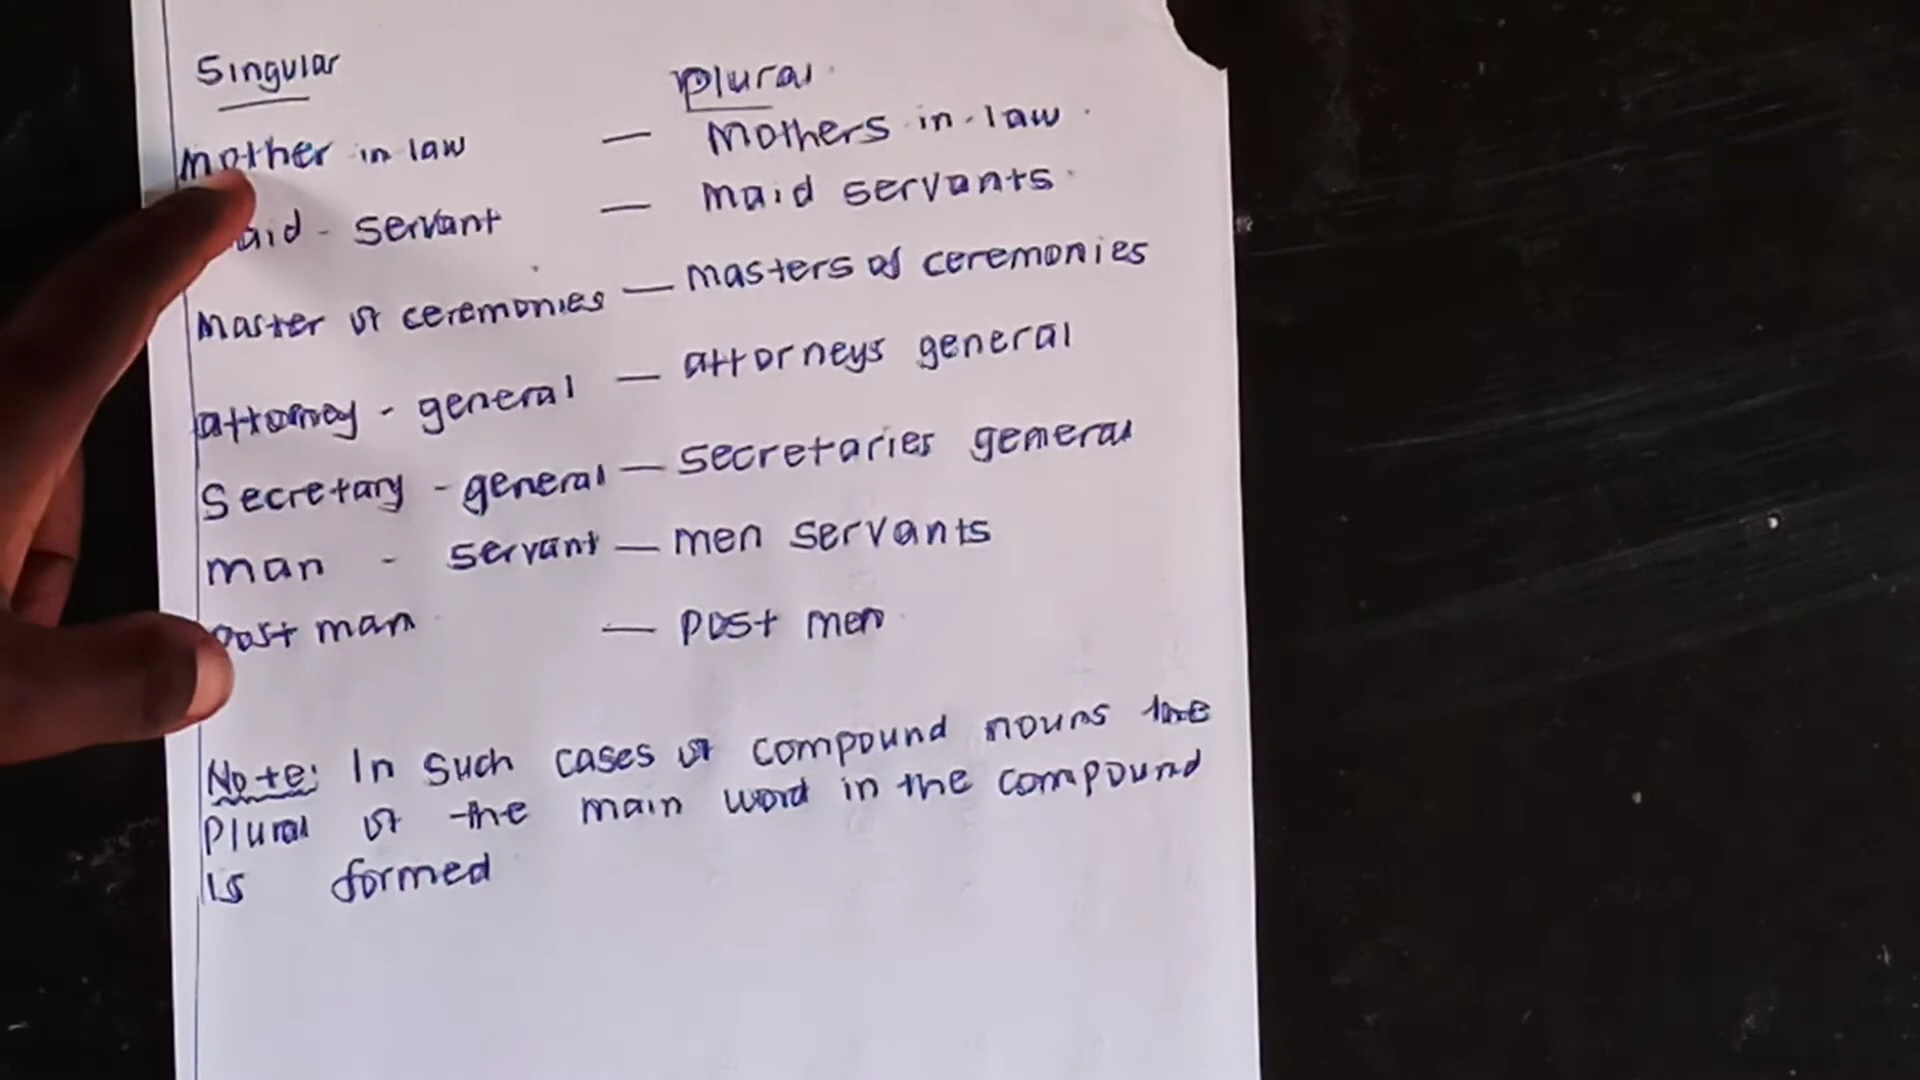 Singular Plural
Mother in law — Mothers in-law
aid - servant — maid servants
Master of ceremonies — masters of ceremonies
attorney - general — attorneys general
Secretary - general — secretaries general
man - servant — men servants
Post man — post men
Note: In such cases of compound nouns the
Plural of the main word in the compound
is formed